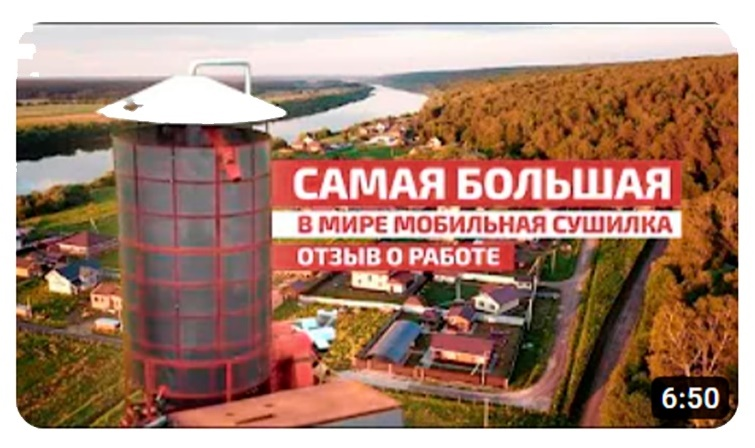 САМАЯ БОЛЬШАЯ
В МИРЕ МОБИЛЬНАЯ СУШИЛКА
ОТЗЫВ О РАБОТЕ
6:50